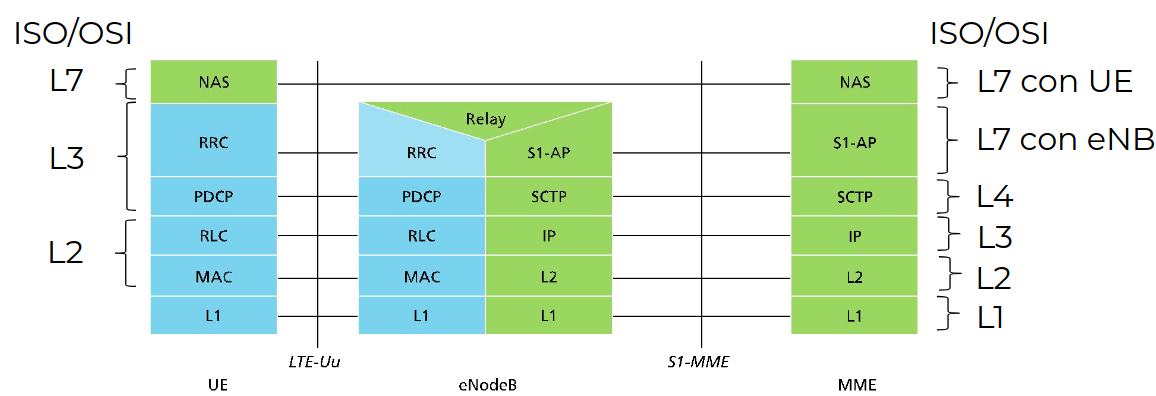 ISO/OSI ISO/OSI
L7 NAS NAS L7 con UE
Relay
L3 RRC RRC S1-AP S1-AP L7 con eNB
PDCP PDCP SCTP SCTP L4
L2 RLC RLC IP IP L3
MAC MAC L2 L2 L2
L1 L1 L1 L1 L1
LTE-Uu S1-MME
UE eNodeB MME